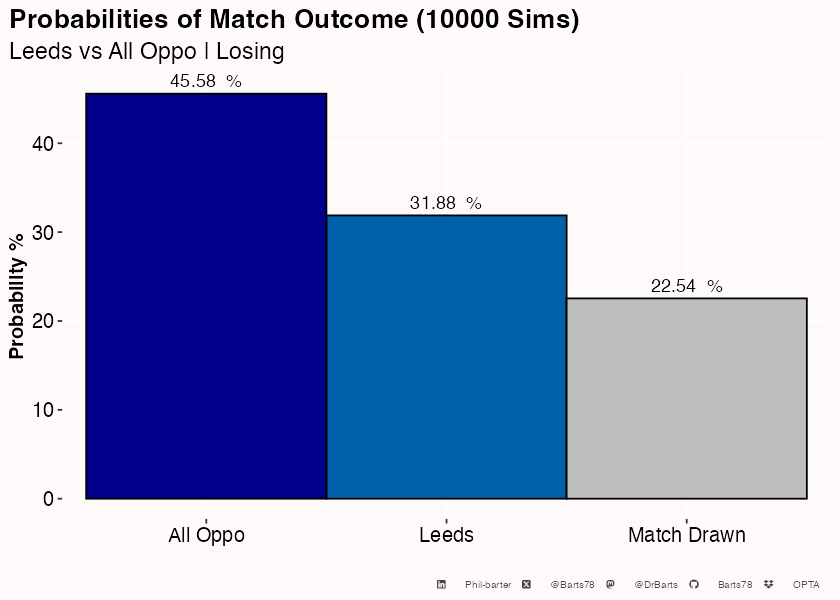 Probabilities of Match Outcome (10000 Sims)
Leeds vs All Oppo | Losing
45.58 %
31.88 %
22.54 %
Probability %
40
30
20
10
0
All Oppo Leeds Match Drawn
Phil-barter @Barts78 @DrBarts Barts78 OPTA